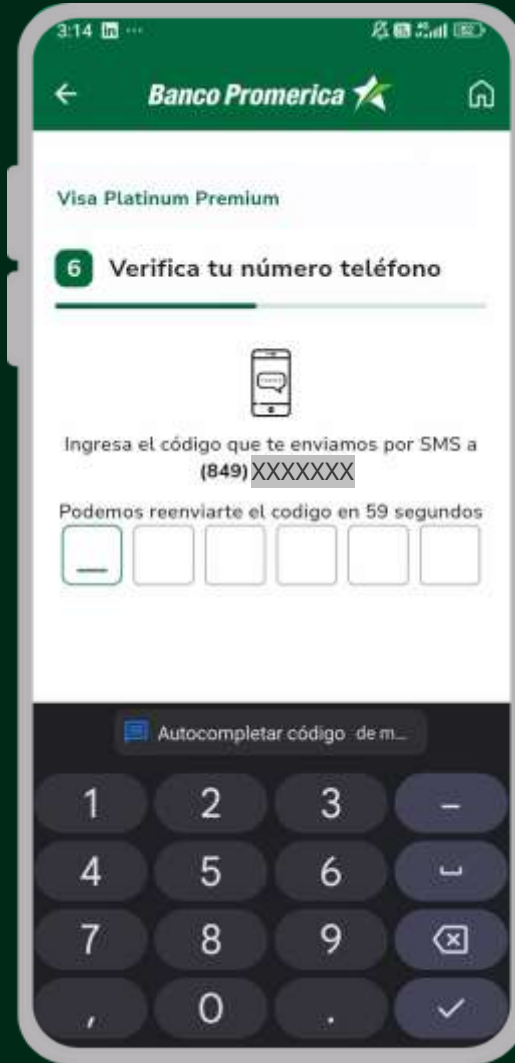 3:14
Banco Promerica
Visa Platinum Premium
6 Verifica tu número teléfono
Ingresa el código que te enviamos por SMS a
(849) XXXXXXX
Podemos reenviarte el codigo en 59 segundos
Autocompletar código de m...
1 2 3 –
4 5 6
7 8 9
, 0 .